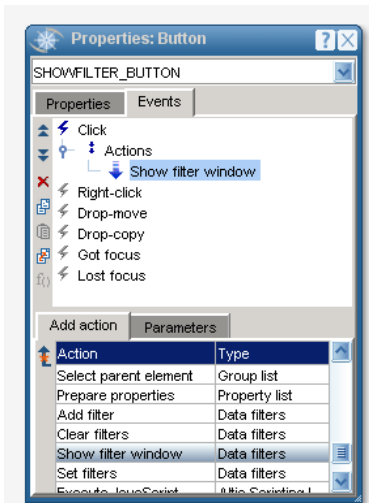 Properties: Button ?
SHOWFILTER_BUTTON
Properties Events
Click
Actions
Show filter window
Right-click
Drop-move
Drop-copy
Got focus
f() Lost focus
Add action Parameters
Action Type
Select parent element Group list
Prepare properties Property list
Add filter Data filters
Clear filters Data filters
Show filter window Data filters
Set filters Data filters